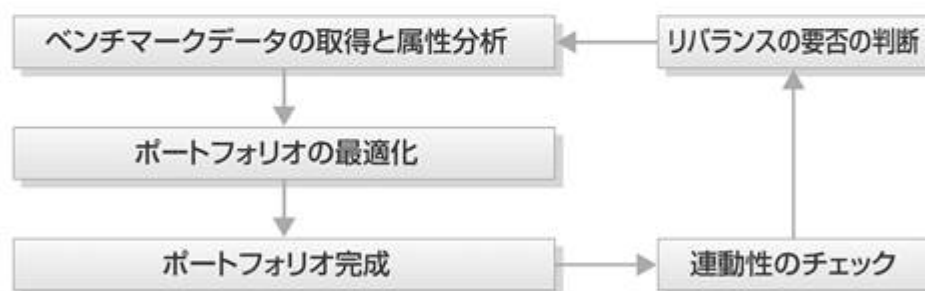 ベンチマークデータの取得と属性分析
リバランスの要否の判断
ポートフォリオの最適化
ポートフォリオ完成
連動性のチェック